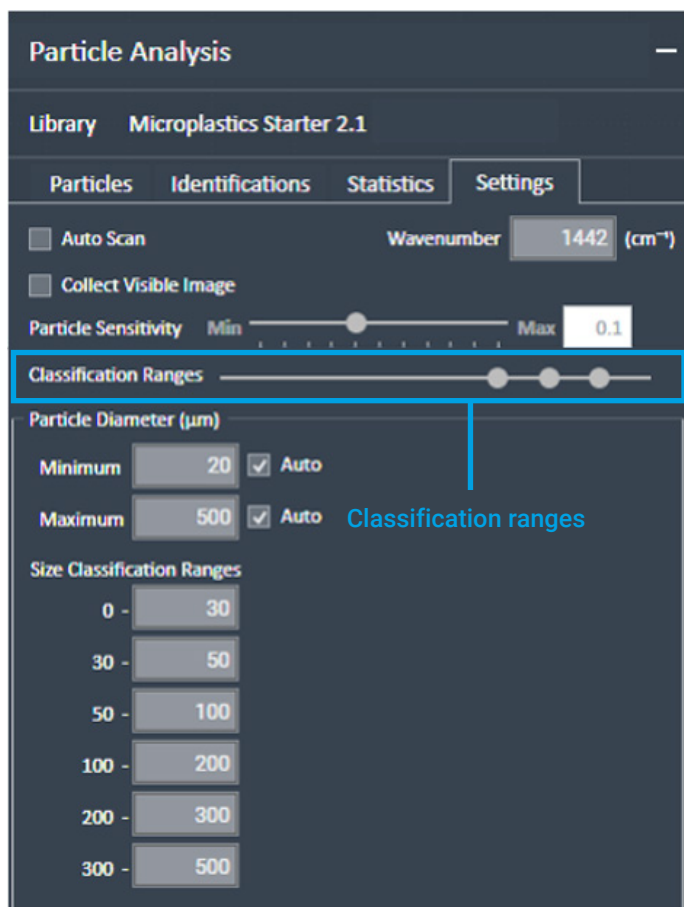 Particle Analysis
Library Microplastics Starter 2.1
Particles Identifications Statistics Settings
Auto Scan Wavenumber 1442 (cm⁻¹)
Collect Visible Image
Particle Sensitivity Min Max 0.1
Classification Ranges
Particle Diameter (µm)
Minimum 20 Auto
Maximum 500 Auto
Classification ranges
Size Classification Ranges
0 - 30
30 - 50
50 - 100
100 - 200
200 - 300
300 - 500